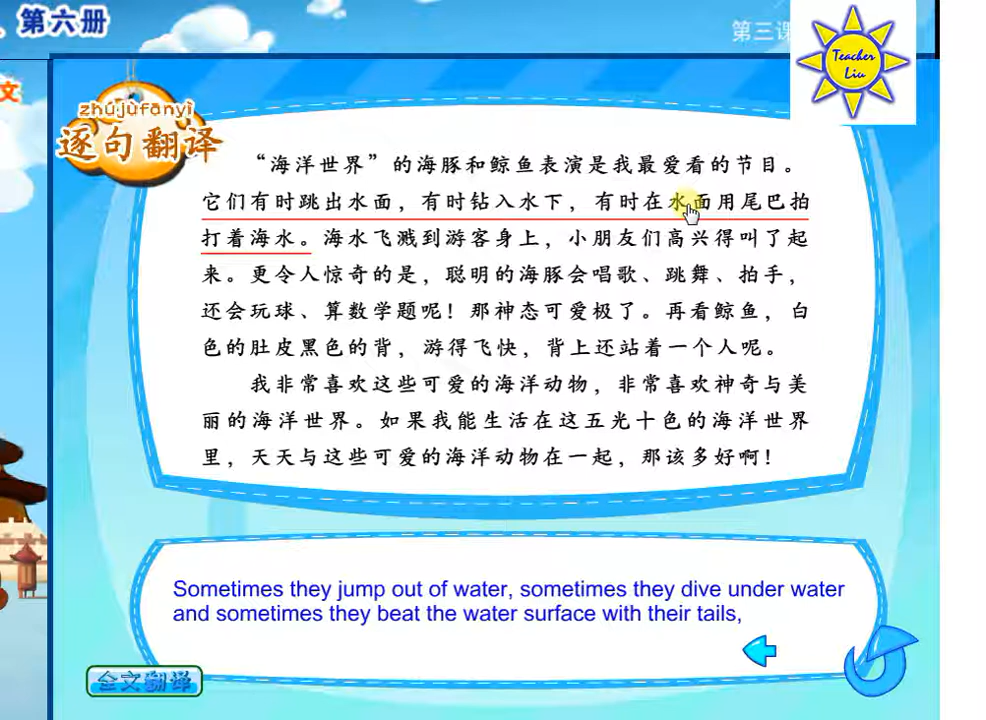 第六册
第三课
Teacher
Liu
文
zhújùfānyì
逐句翻译
“海洋世界”的海豚和鲸鱼表演是我最爱看的节目。
它们有时跳出水面，有时钻入水下，有时在水面用尾巴拍
打着海水。海水飞溅到游客身上，小朋友们高兴得叫了起
来。更令人惊奇的是，聪明的海豚会唱歌、跳舞、拍手，
还会玩球、算数学题呢！那神态可爱极了。再看鲸鱼，白
色的肚皮黑色的背，游得飞快，背上还站着一个人呢。
我非常喜欢这些可爱的海洋动物，非常喜欢神奇与美
丽的海洋世界。如果我能生活在这五光十色的海洋世界
里，天天与这些可爱的海洋动物在一起，那该多好啊！
Sometimes they jump out of water, sometimes they dive under water
and sometimes they beat the water surface with their tails,
全文翻译